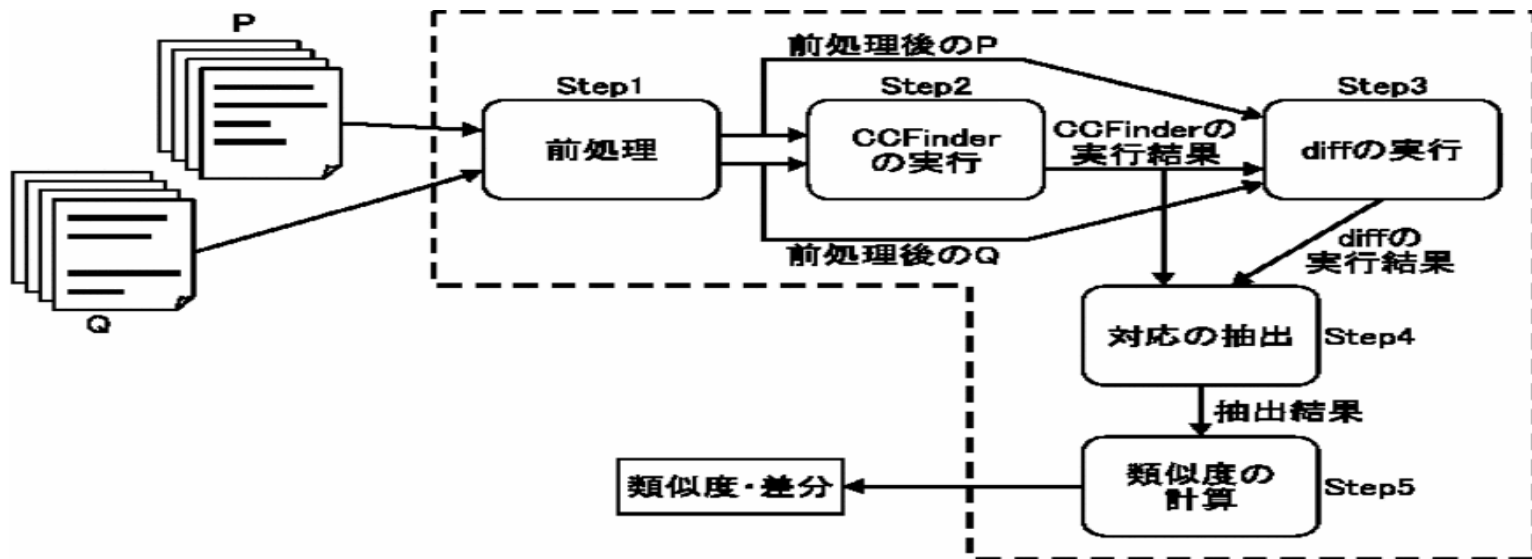 P
Q
Step1
前処理
前処理後のP
前処理後のQ
Step2
CCFinder
の実行
CCFinderの
実行結果
Step3
diffの実行
diffの
実行結果
対応の抽出
Step4
抽出結果
類似度の
計算
Step5
類似度・差分